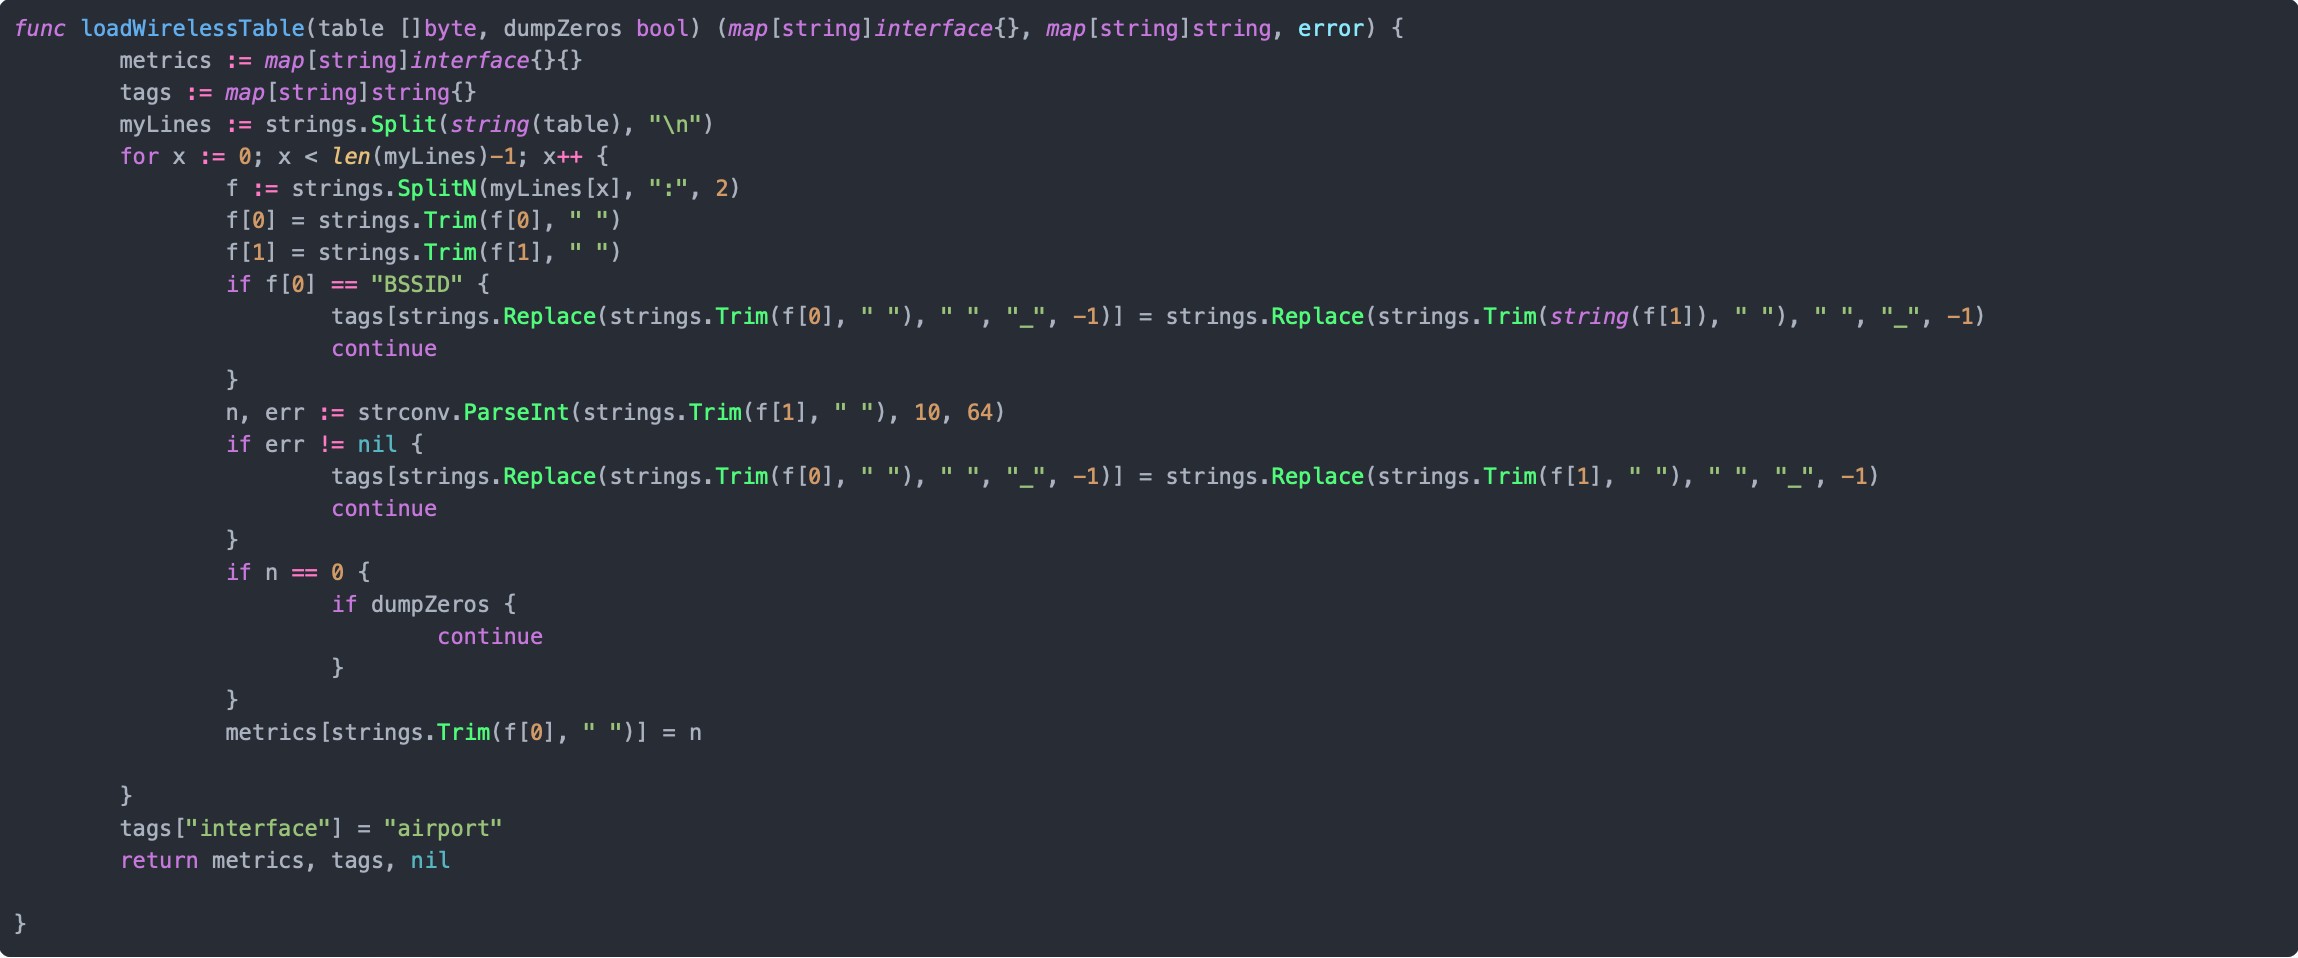 func loadWirelessTable(table []byte, dumpZeros bool) (map[string]interface{}, map[string]string, error) {
        metrics := map[string]interface{}{}
        tags := map[string]string{}
        myLines := strings.Split(string(table), "\n")
        for x := 0; x < len(myLines)-1; x++ {
                f := strings.SplitN(myLines[x], ":", 2)
                f[0] = strings.Trim(f[0], " ")
                f[1] = strings.Trim(f[1], " ")
                if f[0] == "BSSID" {
                        tags[strings.Replace(strings.Trim(f[0], " "), " ", "_", -1)] = strings.Replace(strings.Trim(string(f[1]), " "), " ", "_", -1)
                        continue
                }
                n, err := strconv.ParseInt(strings.Trim(f[1], " "), 10, 64)
                if err != nil {
                        tags[strings.Replace(strings.Trim(f[0], " "), " ", "_", -1)] = strings.Replace(strings.Trim(f[1], " "), " ", "_", -1)
                        continue
                }
                if n == 0 {
                        if dumpZeros {
                                continue
                        }
                }
                metrics[strings.Trim(f[0], " ")] = n

        }
        tags["interface"] = "airport"
        return metrics, tags, nil

}